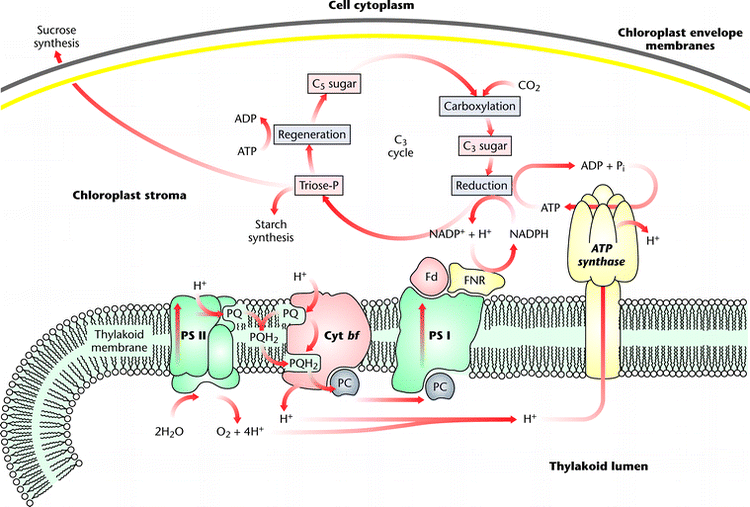 Cell cytoplasm
Sucrose
synthesis
Chloroplast envelope
membranes
C5 sugar
CO2
Carboxylation
ADP
Regeneration
C3
cycle
C3 sugar
ATP
ADP + Pi
Triose-P
Reduction
Chloroplast stroma
ATP
Starch
synthesis
NADP+ + H+
NADPH
H+
ATP
synthase
H+
H+
Fd
FNR
PQ
PQ
Thylakoid
membrane
PS II
PQH2
Cyt bf
PS I
PQH2
PC
PC
H+
H+
2H2O
O2 + 4H+
Thylakoid lumen